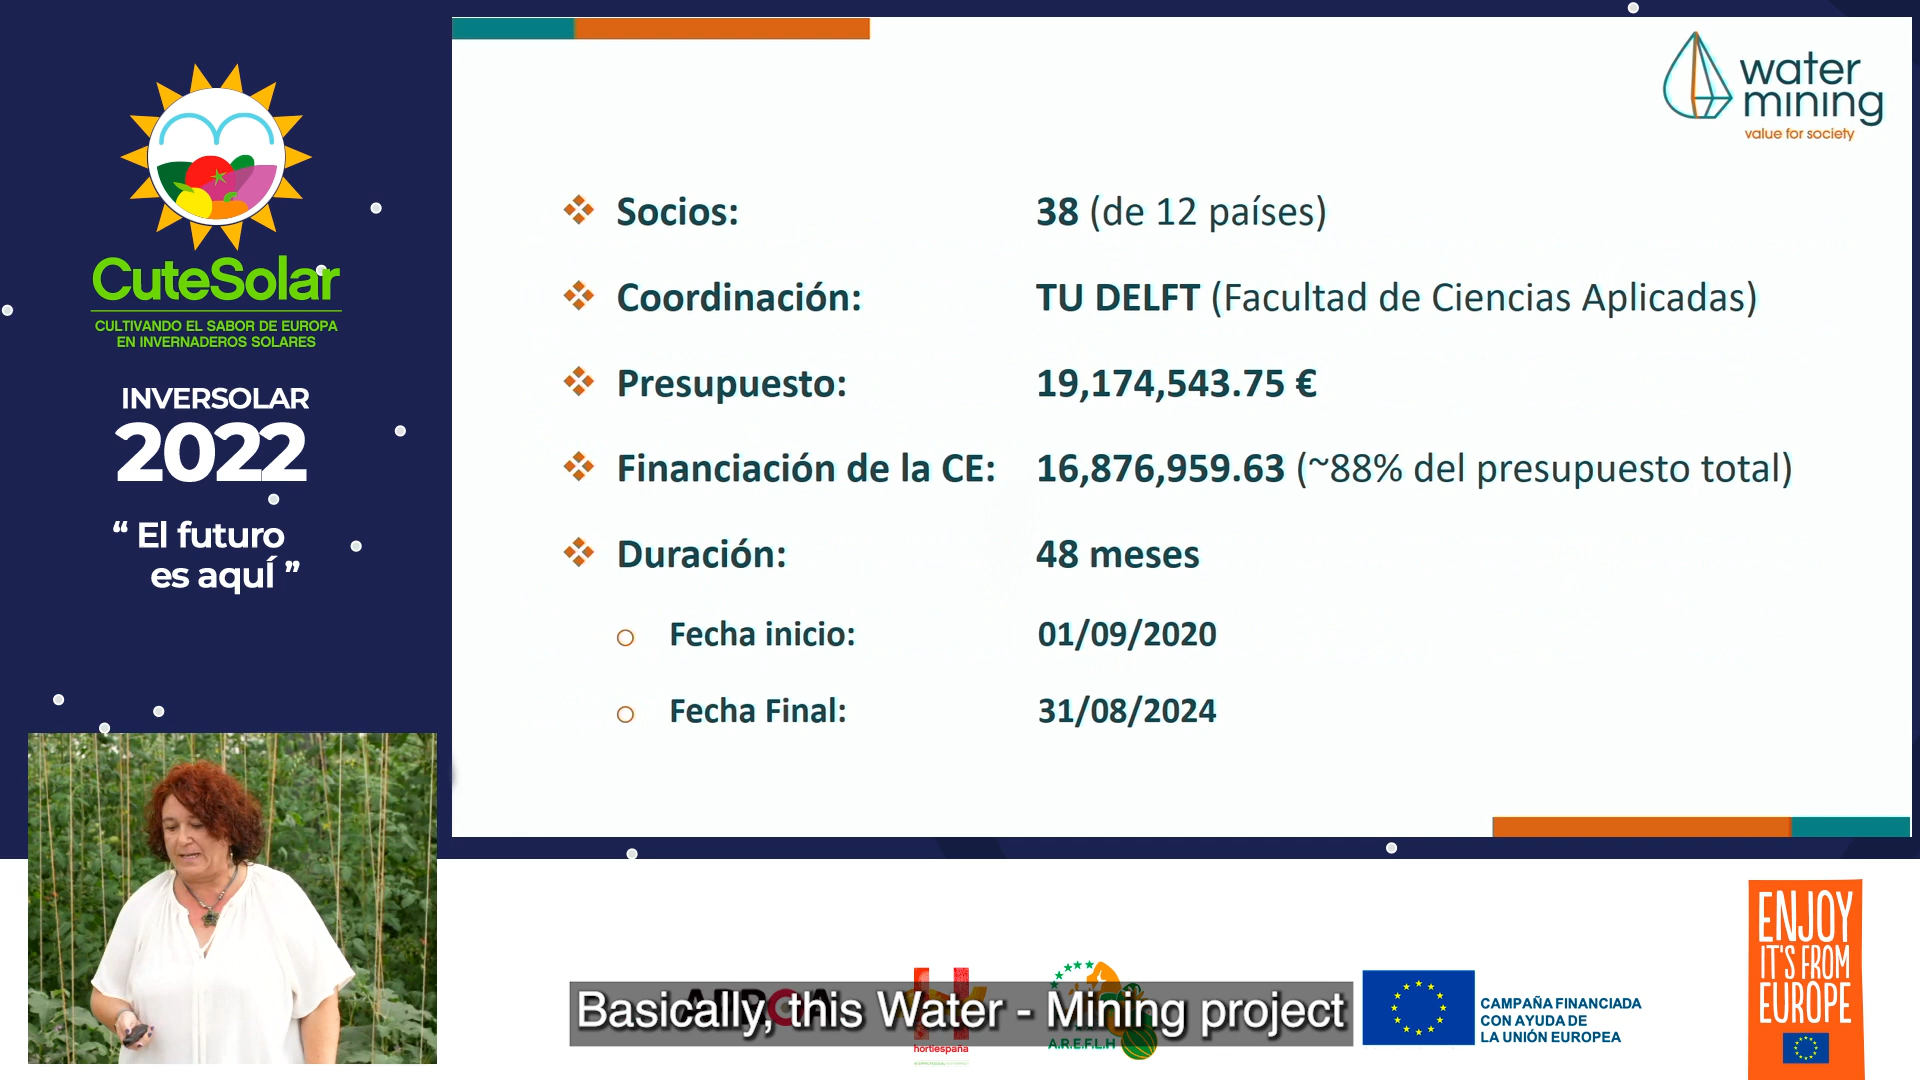 CuteSolar
CULTIVANDO EL SABOR DE EUROPA
EN INVERNADEROS SOLARES
INVERSOLAR
2022
“ El futuro
es aquÍ ”
water
mining
value for society
Socios: 38 (de 12 países)
Coordinación: TU DELFT (Facultad de Ciencias Aplicadas)
Presupuesto: 19,174,543.75 €
Financiación de la CE: 16,876,959.63 (~88% del presupuesto total)
Duración: 48 meses
Fecha inicio: 01/09/2020
Fecha Final: 31/08/2024
Basically, this Water - Mining project
hortiespaña
A.R.E.F.L.H
CAMPAÑA FINANCIADA
CON AYUDA DE
LA UNIÓN EUROPEA
ENJOY
IT'S FROM
EUROPE